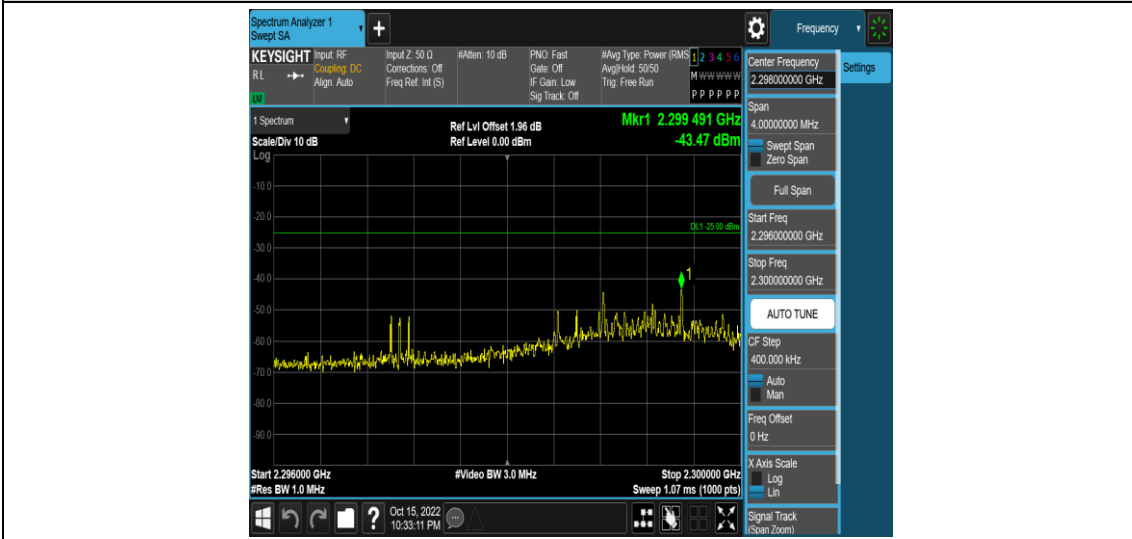 Spectrum Analyzer 1
Swept SA
+
Frequency
KEYSIGHT
R L
LXI
Input: RF
Coupling: DC
Align: Auto
Input Z: 50 Ω
Corrections: Off
Freq Ref: Int (S)
#Atten: 10 dB
PNO: Fast
Gate: Off
IF Gain: Low
Sig Track: Off
#Avg Type: Power (RMS
Avg|Hold: 50/50
Trig: Free Run
1 2 3 4 5 6
M W W W W W
P P P P P P
1 Spectrum
Scale/Div 10 dB
Log
Ref Lvl Offset 1.96 dB
Ref Level 0.00 dBm
Mkr1 2.299 491 GHz
-43.47 dBm
-10.0
-20.0
DL1 -25.00 dBm
-30.0
-40.0
1
-50.0
-60.0
-70.0
-80.0
-90.0
Start 2.296000 GHz
#Video BW 3.0 MHz
Stop 2.300000 GHz
#Res BW 1.0 MHz
Sweep 1.07 ms (1000 pts)
?
Oct 15, 2022
10:33:11 PM
Center Frequency
2.298000000 GHz
Settings
Span
4.00000000 MHz
Swept Span
Zero Span
Full Span
Start Freq
2.296000000 GHz
Stop Freq
2.300000000 GHz
AUTO TUNE
CF Step
400.000 kHz
Auto
Man
Freq Offset
0 Hz
X Axis Scale
Log
Lin
Signal Track
(Span Zoom)